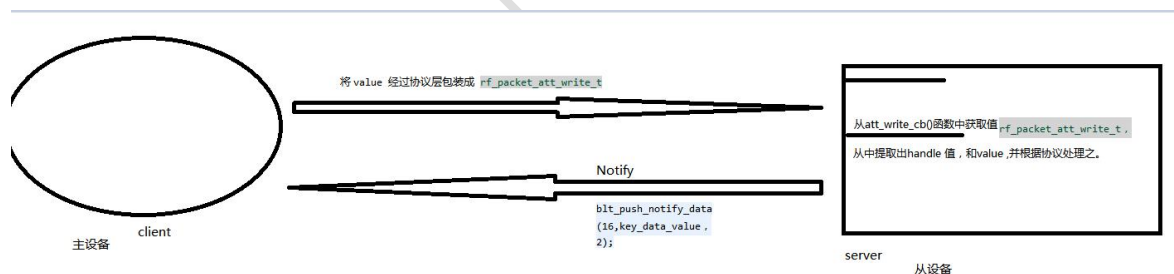 将 value 经过协议层包装成 rf_packet_att_write_t
从att_write_cb()函数中获取值 rf_packet_att_write_t，
从中提取出handle 值，和value ,并根据协议处理之。
Notify
blt_push_notify_data
(16,key_data_value，
2);
client
主设备
server
从设备